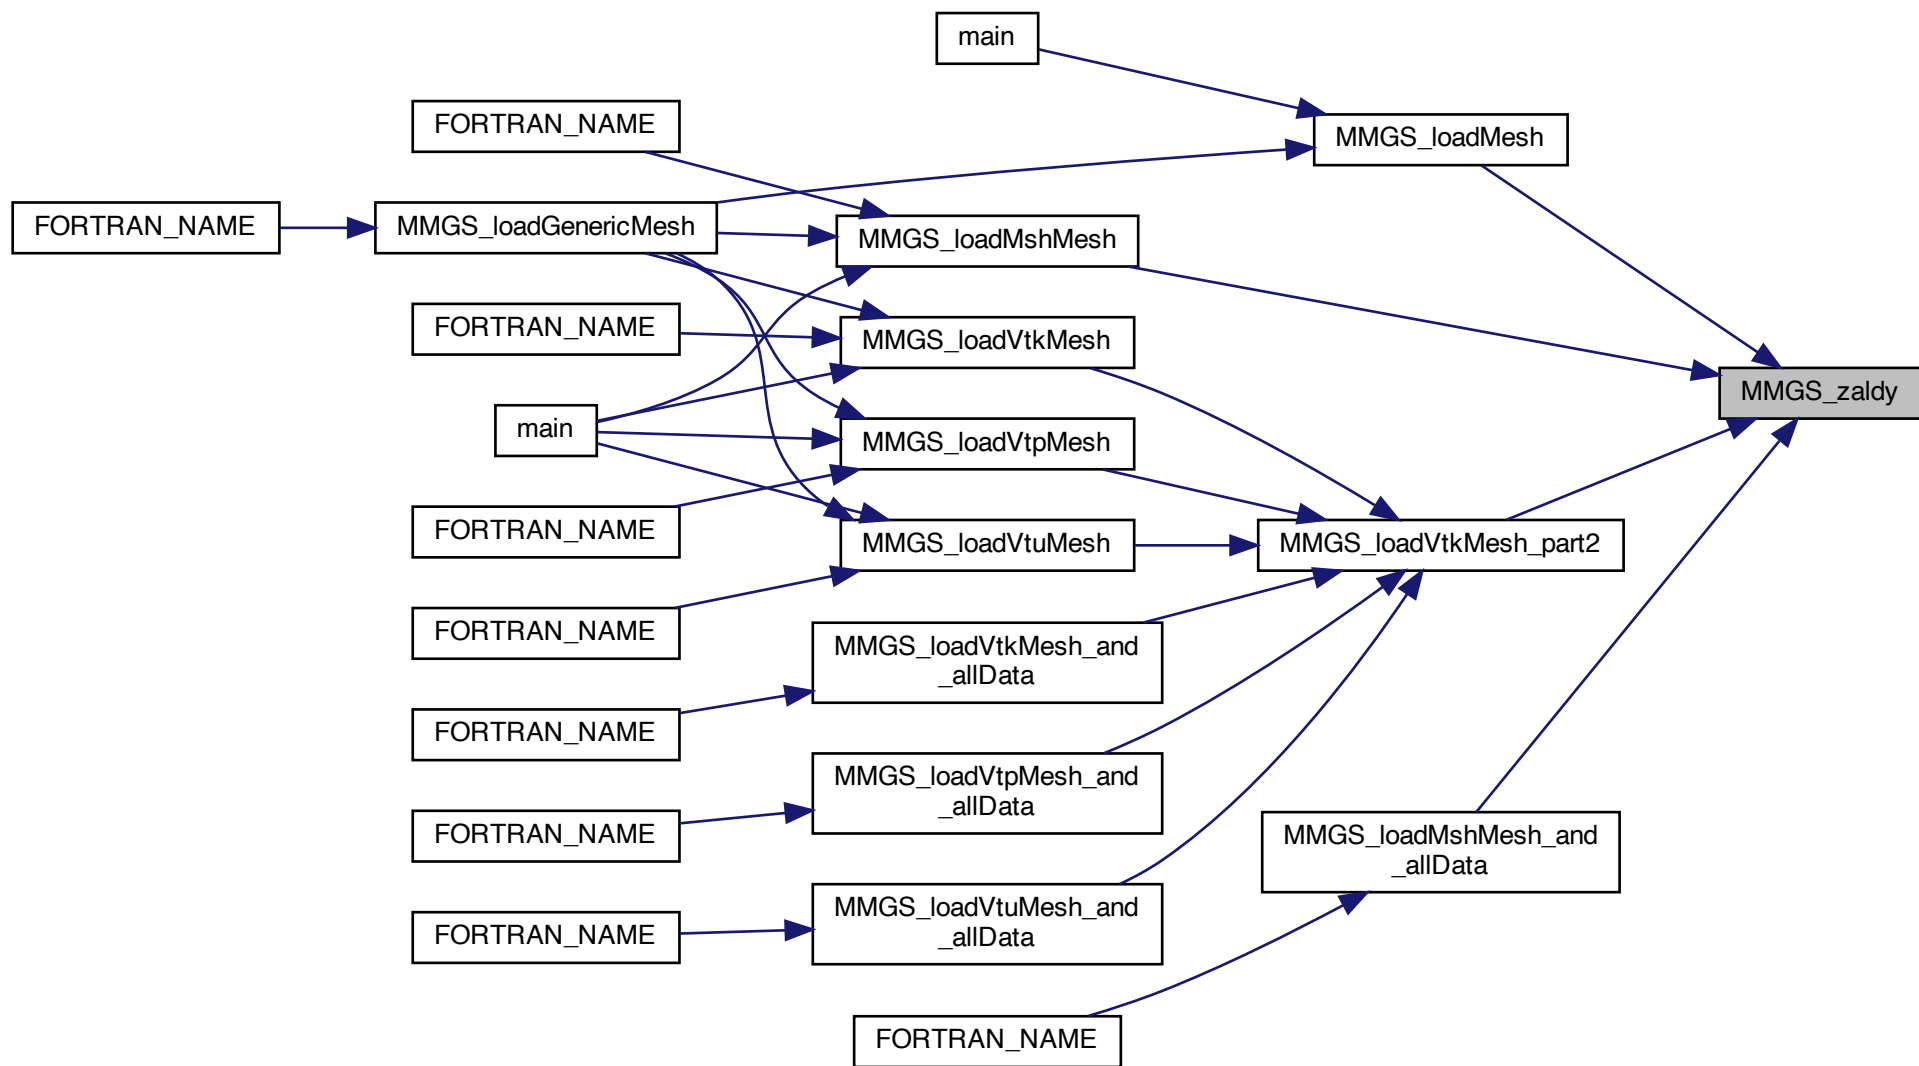 main
FORTRAN_NAME
MMGS_loadMesh
FORTRAN_NAME
MMGS_loadGenericMesh
MMGS_loadMshMesh
FORTRAN_NAME
MMGS_loadVtkMesh
MMGS_zaldy
main
MMGS_loadVtpMesh
FORTRAN_NAME
MMGS_loadVtuMesh
MMGS_loadVtkMesh_part2
FORTRAN_NAME
MMGS_loadVtkMesh_and
_allData
FORTRAN_NAME
MMGS_loadVtpMesh_and
_allData
FORTRAN_NAME
MMGS_loadMshMesh_and
_allData
MMGS_loadVtuMesh_and
_allData
FORTRAN_NAME
FORTRAN_NAME